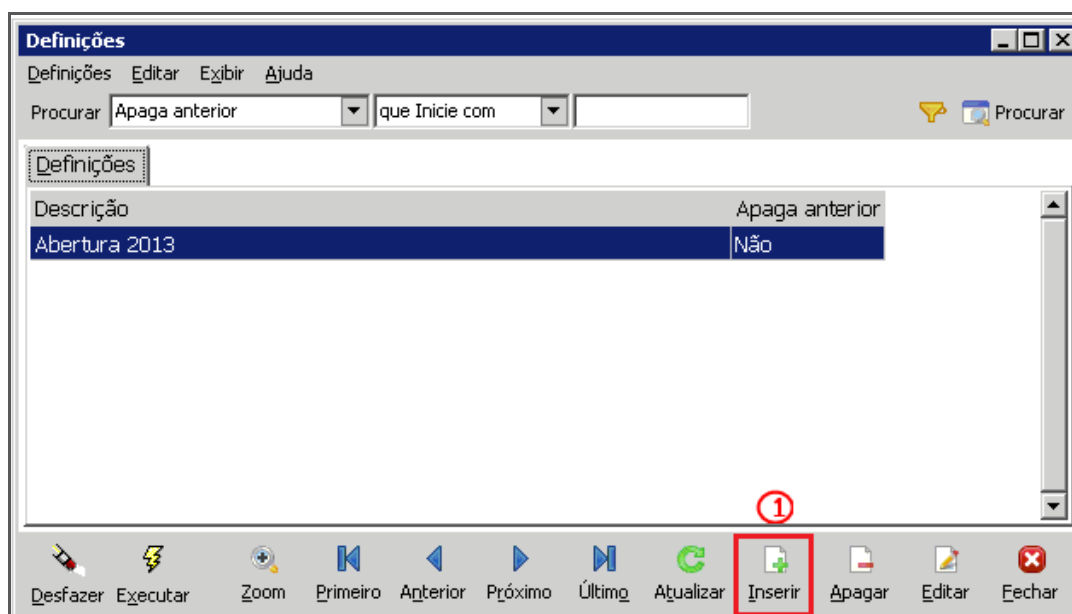 Definições
Definições Editar Exibir Ajuda
Procurar Apaga anterior que Inicie com Procurar
Definições
Descrição Apaga anterior
Abertura 2013 Não
1
Desfazer Executar Zoom Primeiro Anterior Próximo Último Atualizar Inserir Apagar Editar Fechar